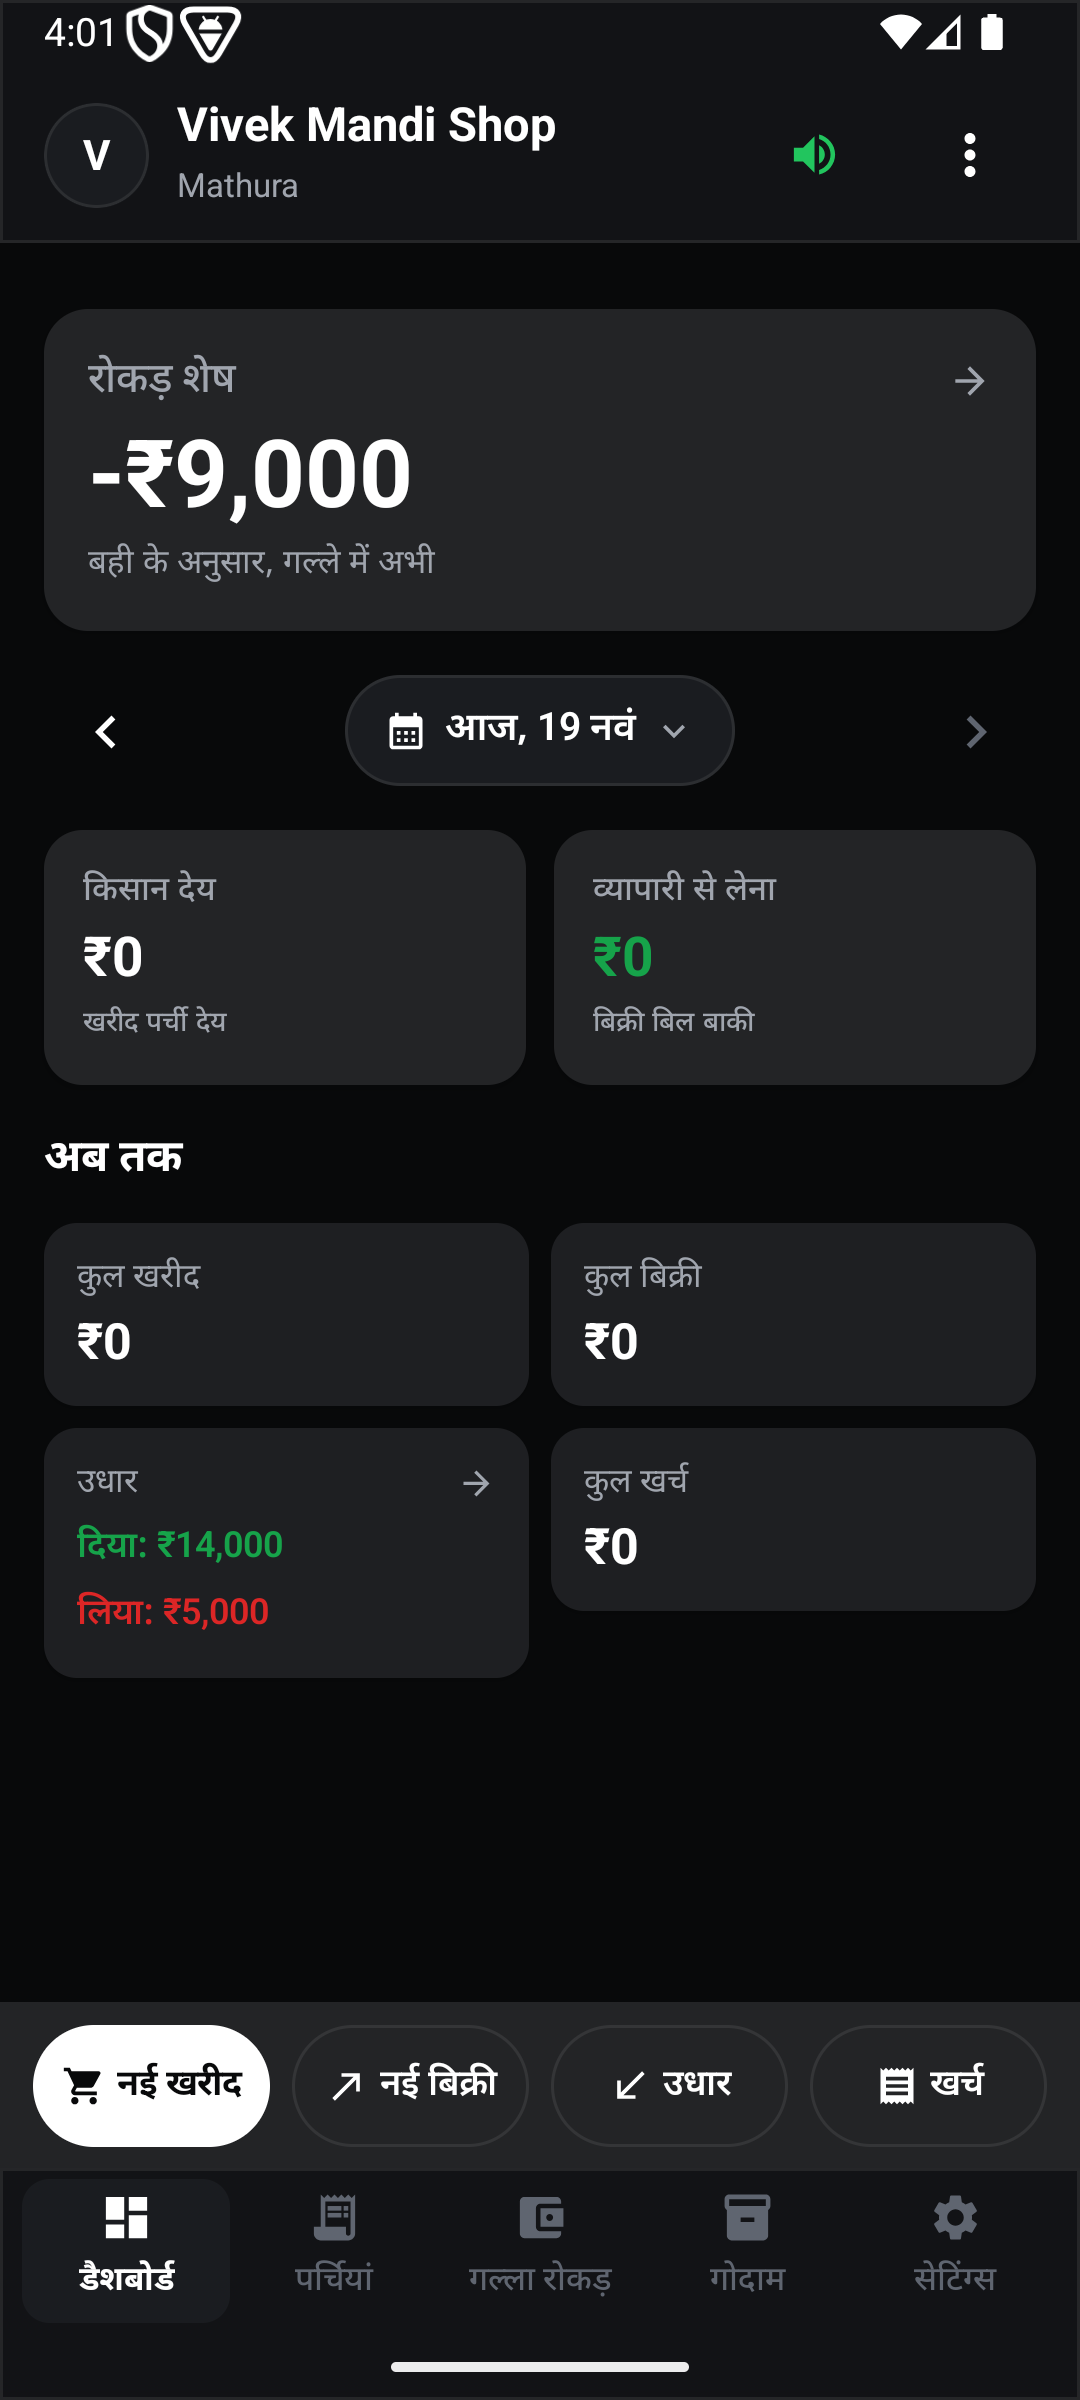 4:01
Vivek Mandi Shop
V
Mathura
रोकड़ शेष
-₹9,000
बही के अनुसार, गल्ले में अभी
आज, 19 नवं
किसान देय
₹0
खरीद पर्ची देय
व्यापारी से लेना
₹0
बिक्री बिल बाकी
अब तक
कुल खरीद
₹0
कुल बिक्री
₹0
उधार
दिया: ₹14,000
लिया: ₹5,000
कुल खर्च
₹0
नई खरीद
नई बिक्री
उधार
खर्च
डैशबोर्ड
पर्चियां
गल्ला रोकड़
गोदाम
सेटिंग्स